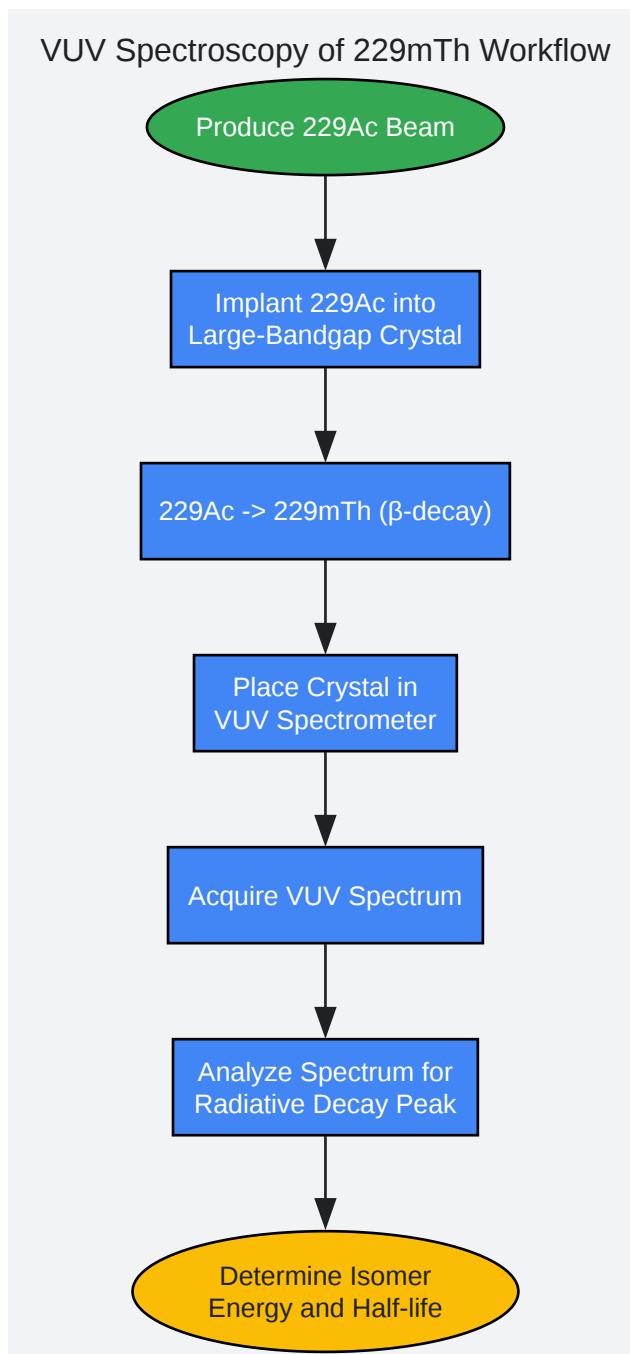 VUV Spectroscopy of 229mTh Workflow
Produce 229Ac Beam
Implant 229Ac into
Large-Bandgap Crystal
229Ac -> 229mTh (β-decay)
Place Crystal in
VUV Spectrometer
Acquire VUV Spectrum
Analyze Spectrum for
Radiative Decay Peak
Determine Isomer
Energy and Half-life